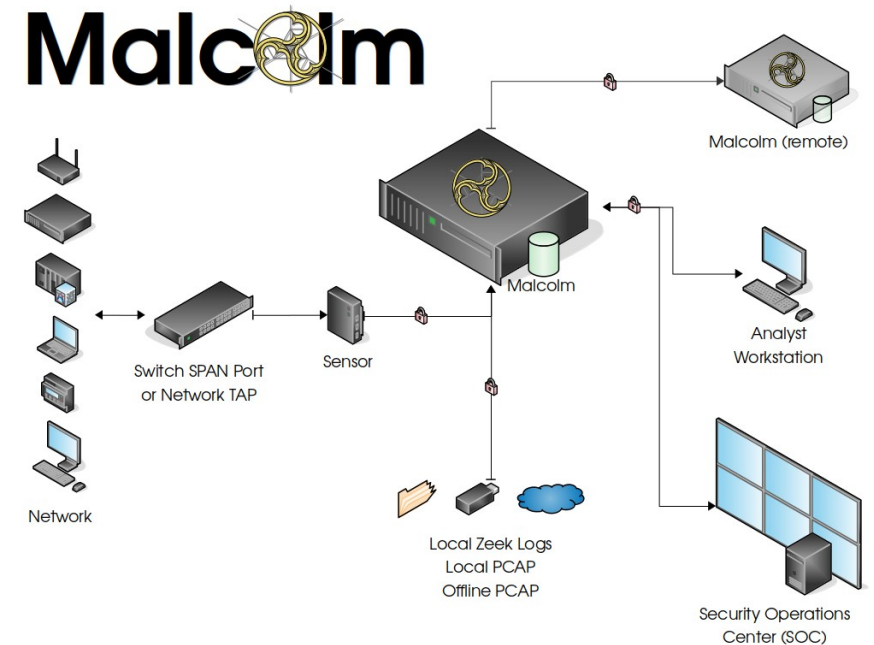 Malcolm
Malcolm (remote)
Malcolm
Analyst
Workstation
Sensor
Switch SPAN Port
or Network TAP
Network
Local Zeek Logs
Local PCAP
Offline PCAP
Security Operations
Center (SOC)